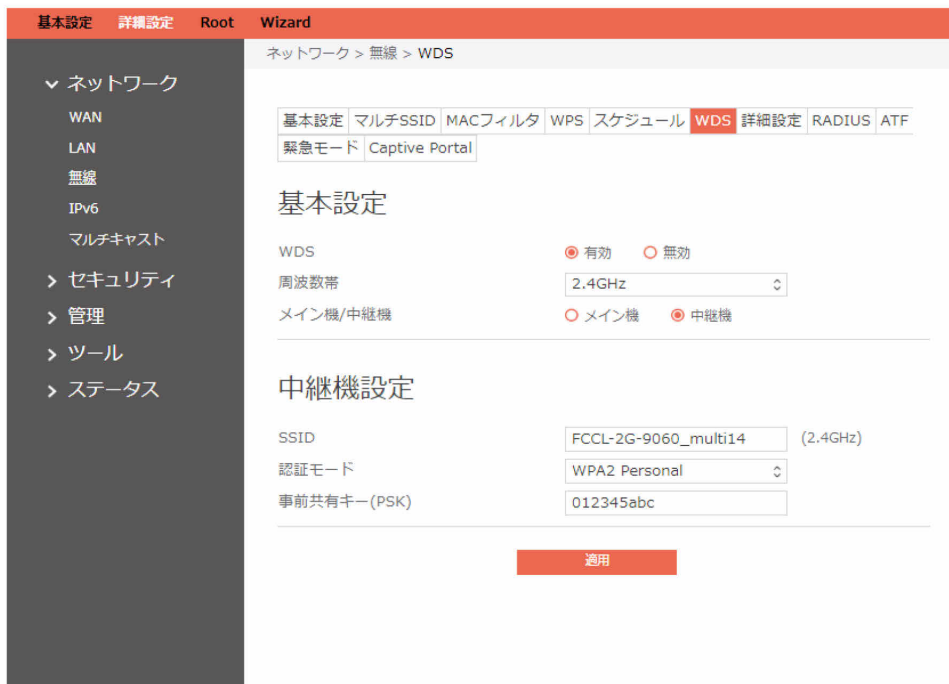 基本設定 詳細設定 Root Wizard
ネットワーク > 無線 > WDS
ネットワーク
WAN
LAN
無線
IPv6
マルチキャスト
セキュリティ
管理
ツール
ステータス
基本設定 マルチSSID MACフィルタ WPS スケジュール WDS 詳細設定 RADIUS ATF
緊急モード Captive Portal
基本設定
WDS 有効 無効
周波数帯 2.4GHz
メイン機/中継機 メイン機 中継機
中継機設定
SSID FCCL-2G-9060_multi14 (2.4GHz)
認証モード WPA2 Personal
事前共有キー(PSK) 012345abc
適用